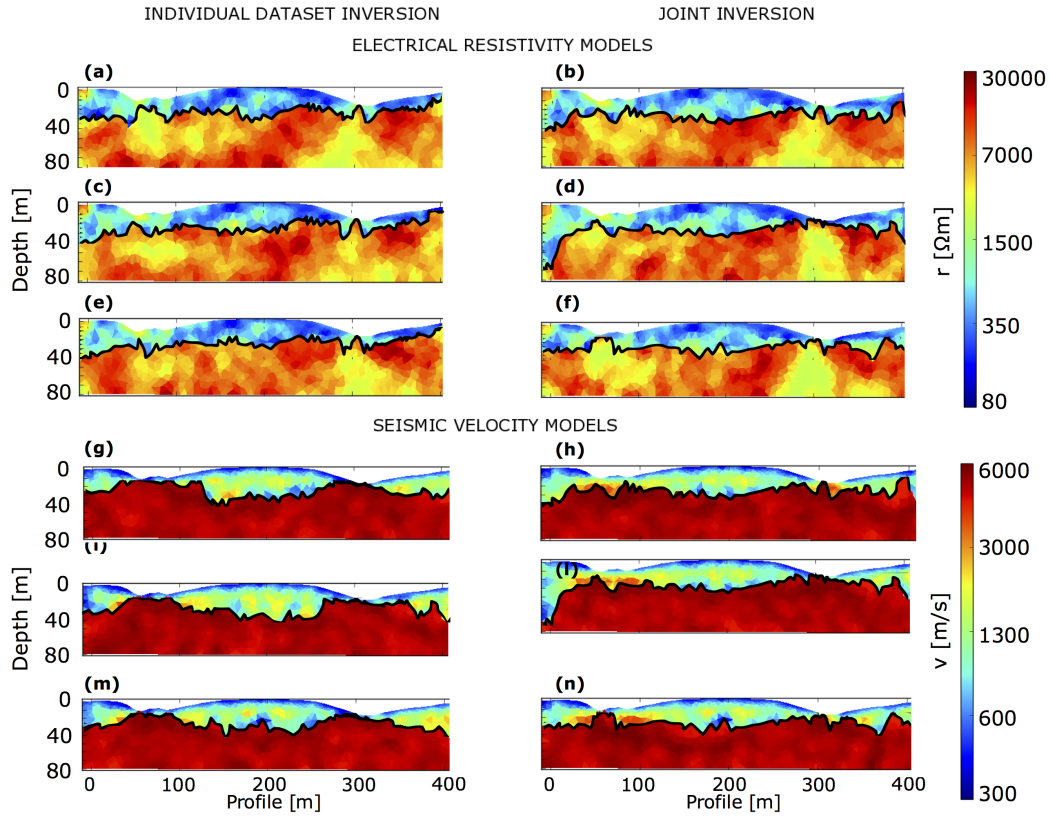 INDIVIDUAL DATASET INVERSION
JOINT INVERSION
ELECTRICAL RESISTIVITY MODELS
(a)
(b)
0
40
80
(c)
(d)
0
40
80
(e)
(f)
0
40
80
Depth [m]
30000
7000
1500
350
80
r [Ωm]
SEISMIC VELOCITY MODELS
(g)
(h)
0
40
80
(i)
(l)
0
40
80
(m)
(n)
0
40
80
Depth [m]
0 100 200 300 400
Profile [m]
0 100 200 300 400
Profile [m]
6000
3000
1300
600
300
v [m/s]